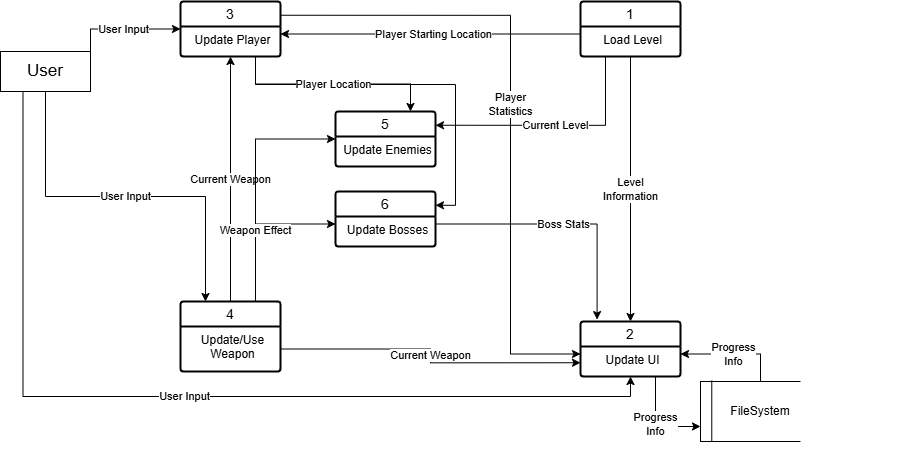 3
1
User Input
Update Player
Player Starting Location
Load Level
User
Player Location
Player
Statistics
5
Current Level
Update Enemies
Current Weapon
Level
Information
User Input
6
Weapon Effect
Update Bosses
Boss Stats
4
2
Update/Use
Weapon
Current Weapon
Update UI
Progress
Info
User Input
Progress
Info
FileSystem